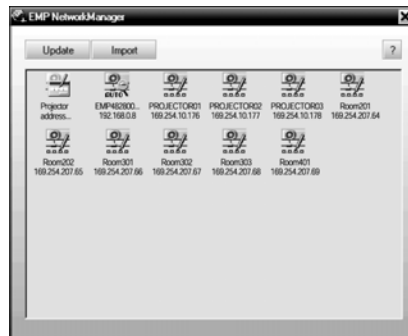 EMP NetworkManager
Update Import ?
Projector address... EMP482800... PROJECTOR01 PROJECTOR02 PROJECTOR03 Room201
192.168.0.8 169.254.10.176 169.254.10.177 169.254.10.178 169.254.207.64
Room202 Room301 Room302 Room303 Room401
169.254.207.65 169.254.207.66 169.254.207.67 169.254.207.68 169.254.207.69